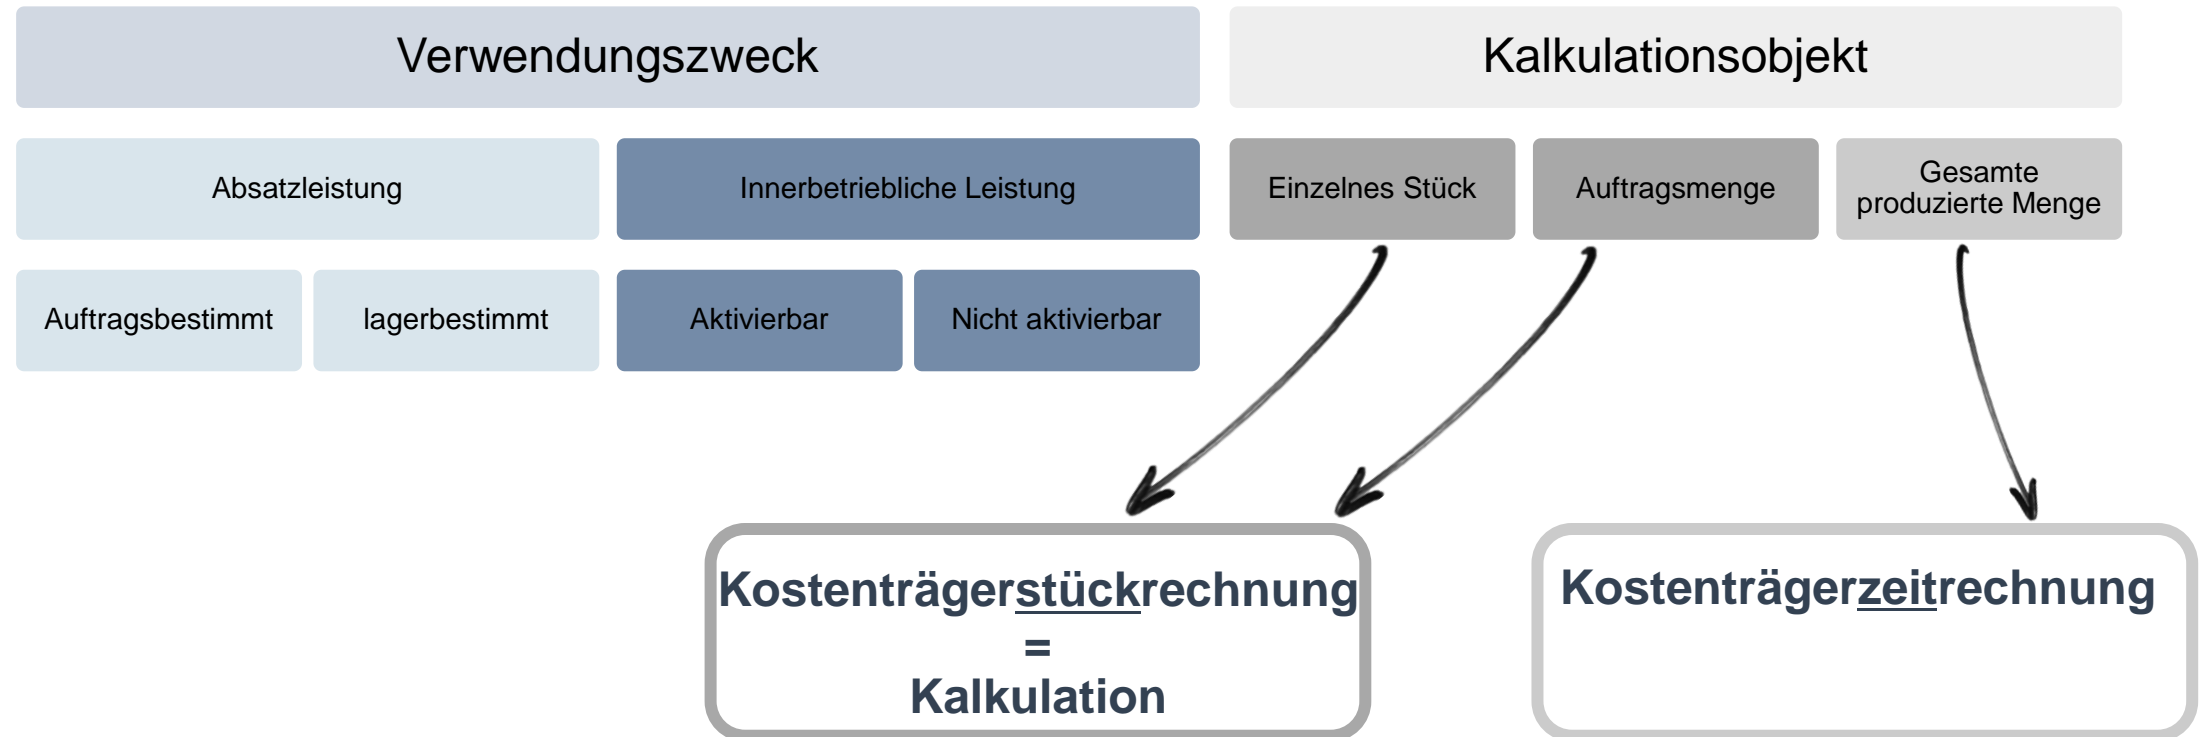 Verwendungszweck
Kalkulationsobjekt
Absatzleistung
Innerbetriebliche Leistung
Einzelnes Stück
Auftragsmenge
Gesamte
produzierte Menge
Auftragsbestimmt
lagerbestimmt
Aktivierbar
Nicht aktivierbar
Kostenträgerstückrechnung
=
Kalkulation
Kostenträgerzeitrechnung